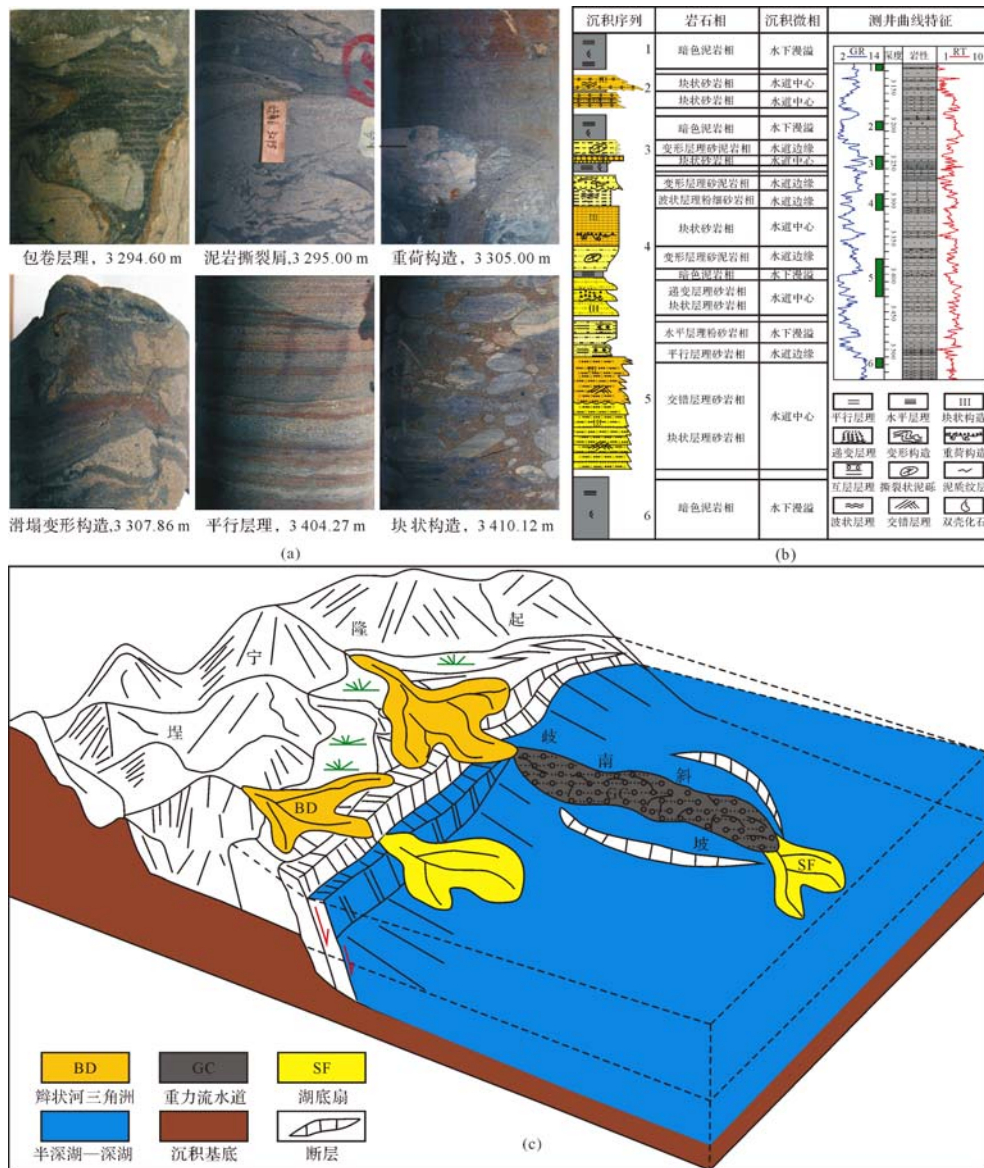 包卷层理，3 294.60 m
泥岩撕裂屑，3 295.00 m
重荷构造，3 305.00 m
滑塌变形构造，3 307.86 m
平行层理，3 404.27 m
块状构造，3 410.12 m
(a)
沉积序列 岩石相 沉积微相 测井曲线特征
2 GR 14 深度 岩性 1 RT 10
1 暗色泥岩相 水下漫溢
2 块状砂岩相 水道中心
块状砂岩相 水道中心
暗色泥岩相 水下漫溢
3 变形层理砂泥岩相 水道边缘
块状砂岩相 水道中心
变形层理砂泥岩相 水道边缘
波状层理粉细砂岩相 水道边缘
块状砂岩相 水道中心
4 变形层理砂泥岩相 水道边缘
暗色泥岩相 水下漫溢
递变层理砂岩相 水道中心
块状层理砂岩相
水平层理粉砂岩相 水下漫溢
平行层理砂岩相 水道边缘
5 交错层理砂岩相 水道中心
块状层理砂岩相
6 暗色泥岩相 水下漫溢
1
2
3
4
5
6
平行层理 水平层理 块状构造
递变层理 变形构造 重荷构造
互层层理 撕裂状泥砾 泥质纹层
波状层理 交错层理 双壳化石
(b)
埕 宁 隆 起
歧 南 斜 坡
BD
GC
SF
BD GC SF
辫状河三角洲 重力流水道 湖底扇
半深湖—深湖 沉积基底 断层
(c)